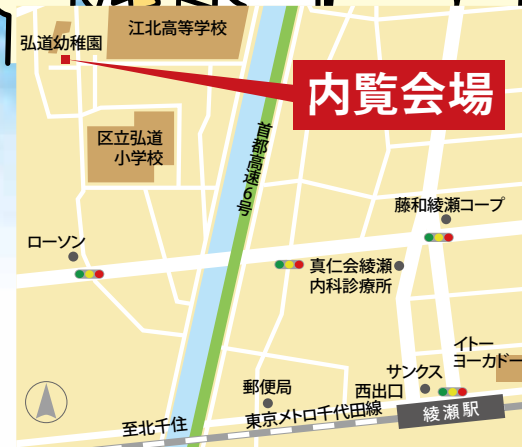 江北高等学校
弘道幼稚園
内覧会場
区立弘道
小学校
首都高速6号
藤和綾瀬コープ
ローソン
真仁会綾瀬
内科診療所
イトー
ヨーカドー
サンクス
西出口
郵便局
綾瀬駅
東京メトロ千代田線
至北千住